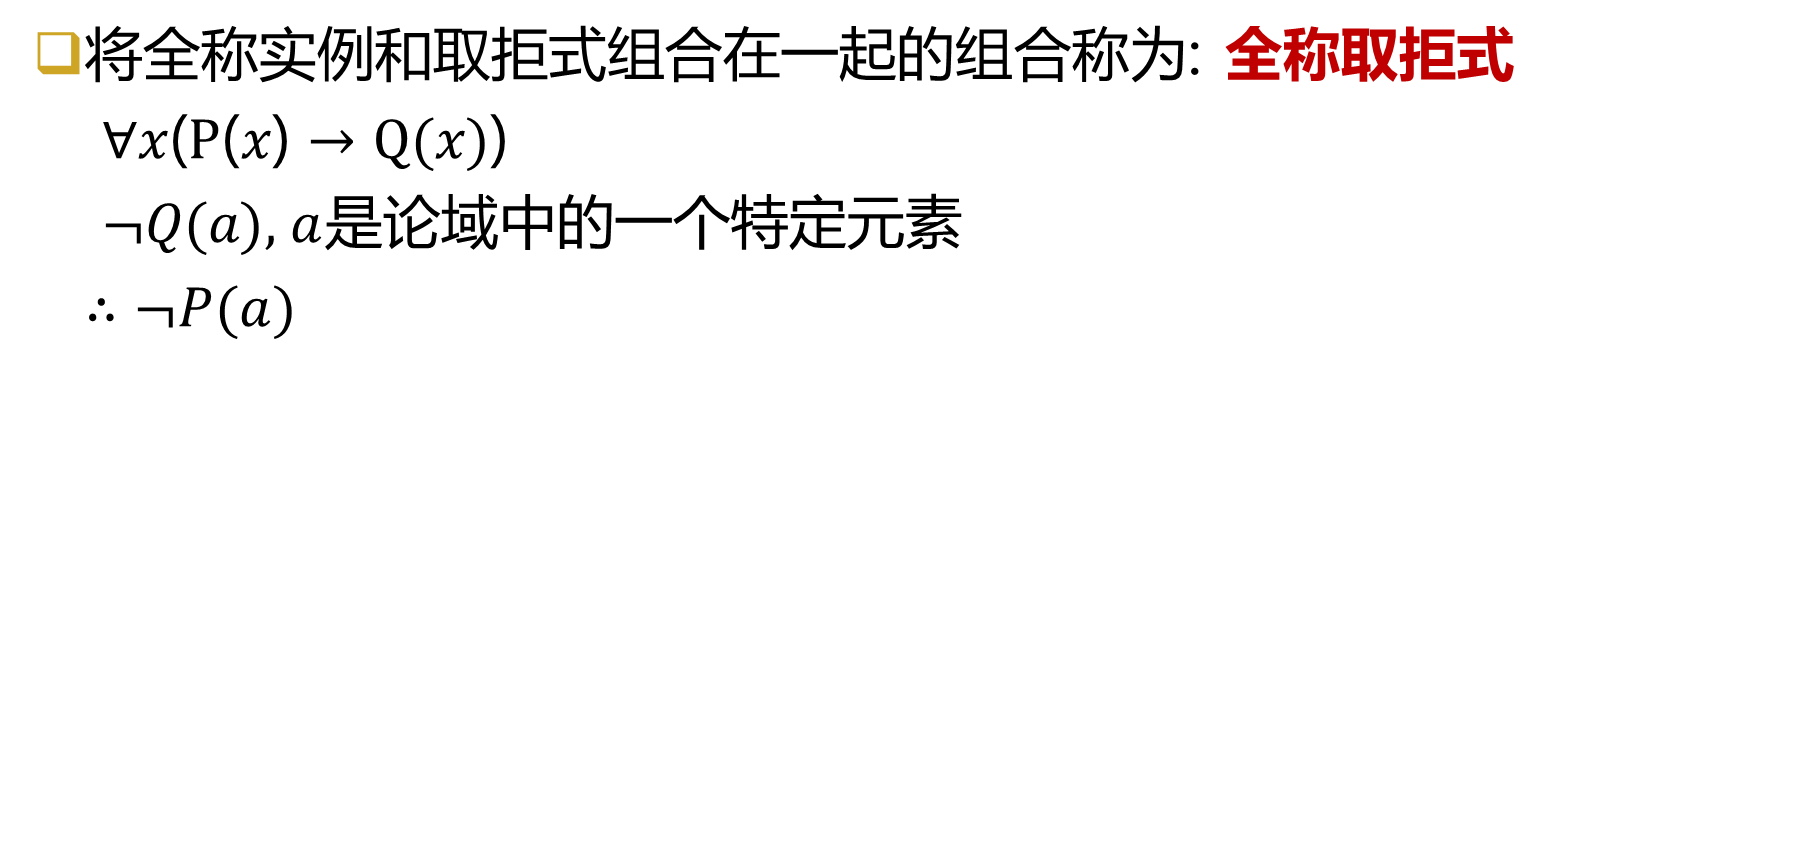 ❑将全称实例和取拒式组合在一起的组合称为: 全称取拒式
∀x(P(x) → Q(x))
¬Q(a), a是论域中的一个特定元素
∴ ¬P(a)